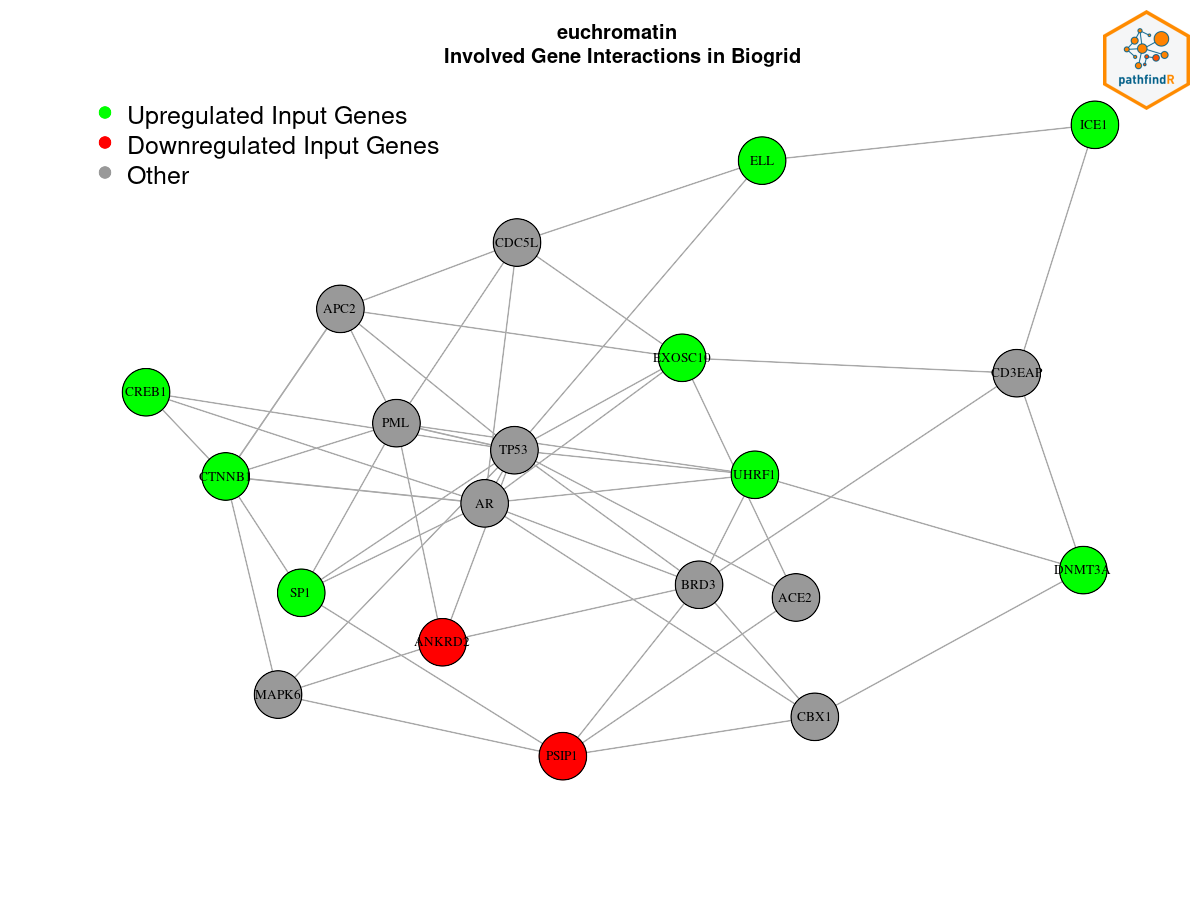 euchromatin
Involved Gene Interactions in Biogrid
pathfindR
Upregulated Input Genes
Downregulated Input Genes
Other
ICE1
ELL
CDC5L
APC2
EXOSC10
CD3EAP
CREB1
PML
TP53
CTNNB1
UHRF1
AR
DNMT3A
BRD3
SP1
ACE2
ANKRD2
MAPK6
CBX1
PSIP1